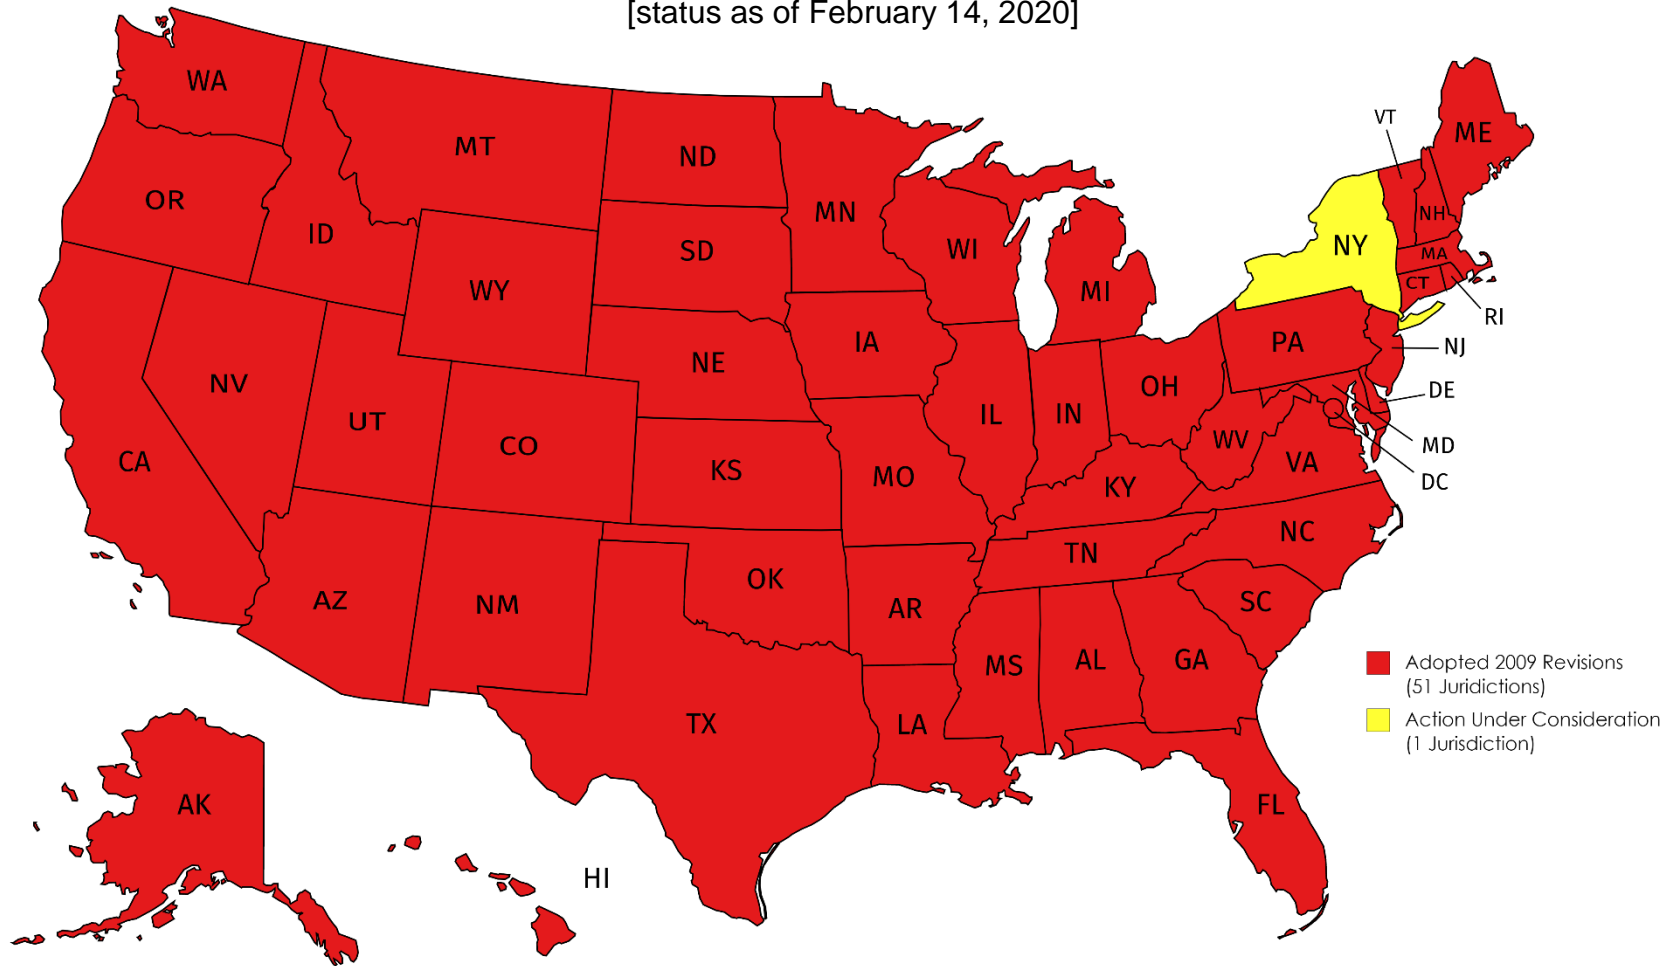 [status as of February 14, 2020]
WA
MT
ND
MN
VT
ME
OR
ID
SD
WI
NH
NY
MA
WY
MI
CT
RI
IA
PA
NJ
NV
NE
OH
DE
UT
CO
IL
IN
WV
MD
CA
KS
MO
KY
VA
DC
NC
TN
AZ
NM
OK
AR
SC
MS
AL
GA
Adopted 2009 Revisions
(51 Juridictions)
TX
LA
Action Under Consideration
(1 Jurisdiction)
AK
FL
HI